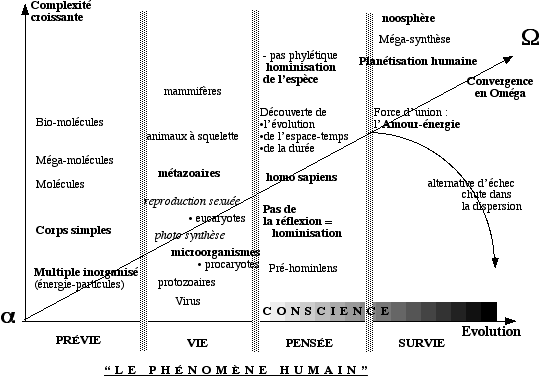 Complexité
croissante
noosphère
Méga-synthèse
Ω
- pas phylétique
hominisation
de l'espèce
Planétisation humaine
Convergence
en Oméga
mammifères
Découverte de
•l'évolution
•de l'espace-temps
•de la durée
Force d'union :
l'Amour-énergie
Bio-molécules
animaux à squelette
Méga-molécules
métazoaires
homo sapiens
Molécules
alternative d'échec
chute dans
la dispersion
reproduction sexuée
• eucaryotes
Pas de
la réflexion =
hominisation
Corps simples
photo synthèse
microorganismes
• procaryotes
Multiple inorganisé
(énergie-particules)
Pré-hominiens
protozoaires
Virus
α
CONSCIENCE
Evolution
PRÉVIE
VIE
PENSÉE
SURVIE
“LE PHÉNOMÈNE HUMAIN”